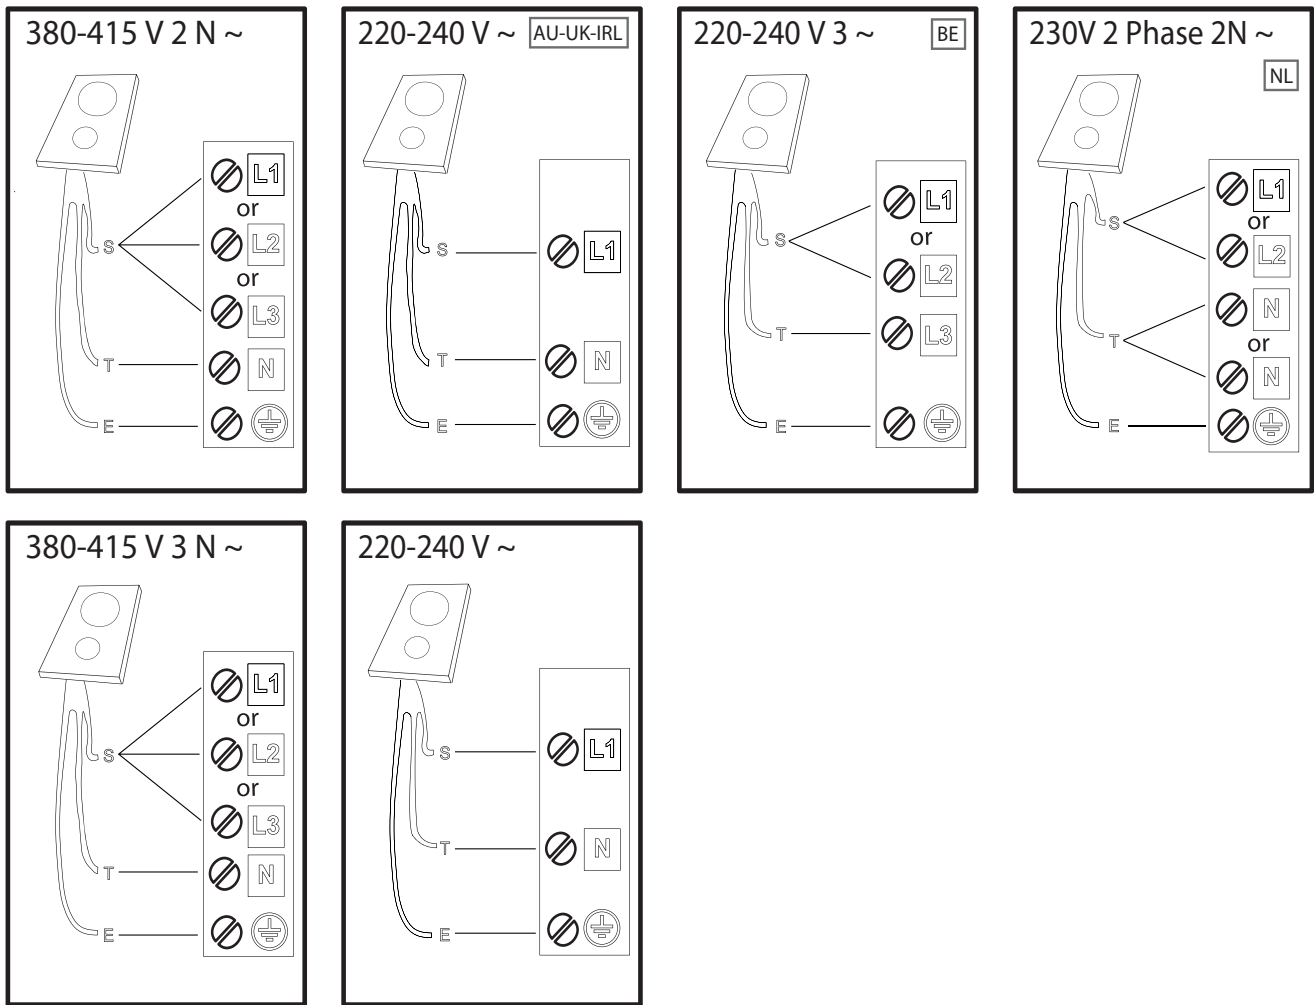 380-415 V 2 N ~
L1
or
S
L2
or
L3
T
N
E
220-240 V ~ AU-UK-IRL
S
L1
T
N
E
220-240 V 3 ~ BE
L1
S
or
L2
T
L3
E
230V 2 Phase 2N ~
NL
L1
S
or
L2
N
T
or
N
E
380-415 V 3 N ~
L1
or
S
L2
or
L3
T
N
E
220-240 V ~
S
L1
T
N
E